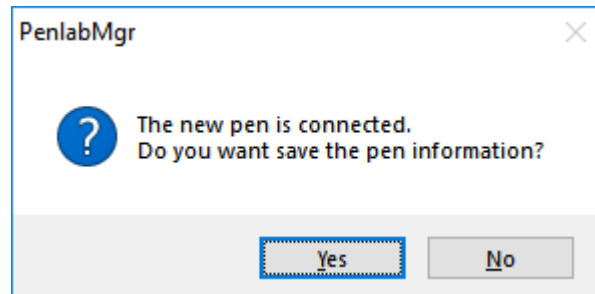 PenlabMgr
The new pen is connected.
Do you want save the pen information?
Yes
No